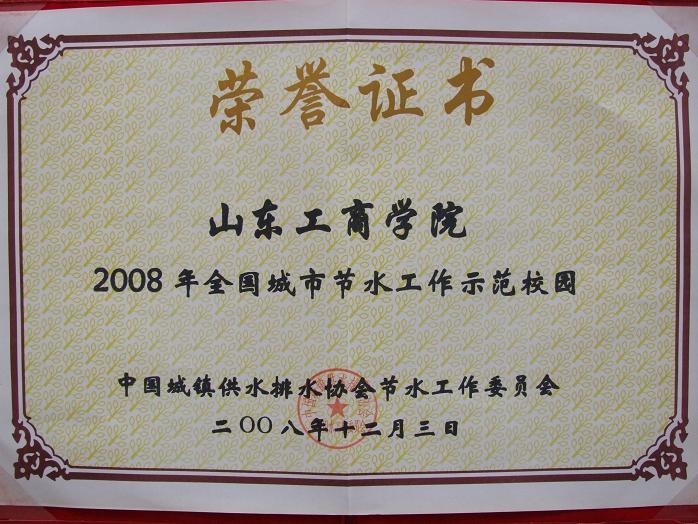 荣誉证书
山东工商学院
2008年全国城市节水工作示范校园
中国城镇供水排水协会节水工作委员会
二〇〇八年十二月三日